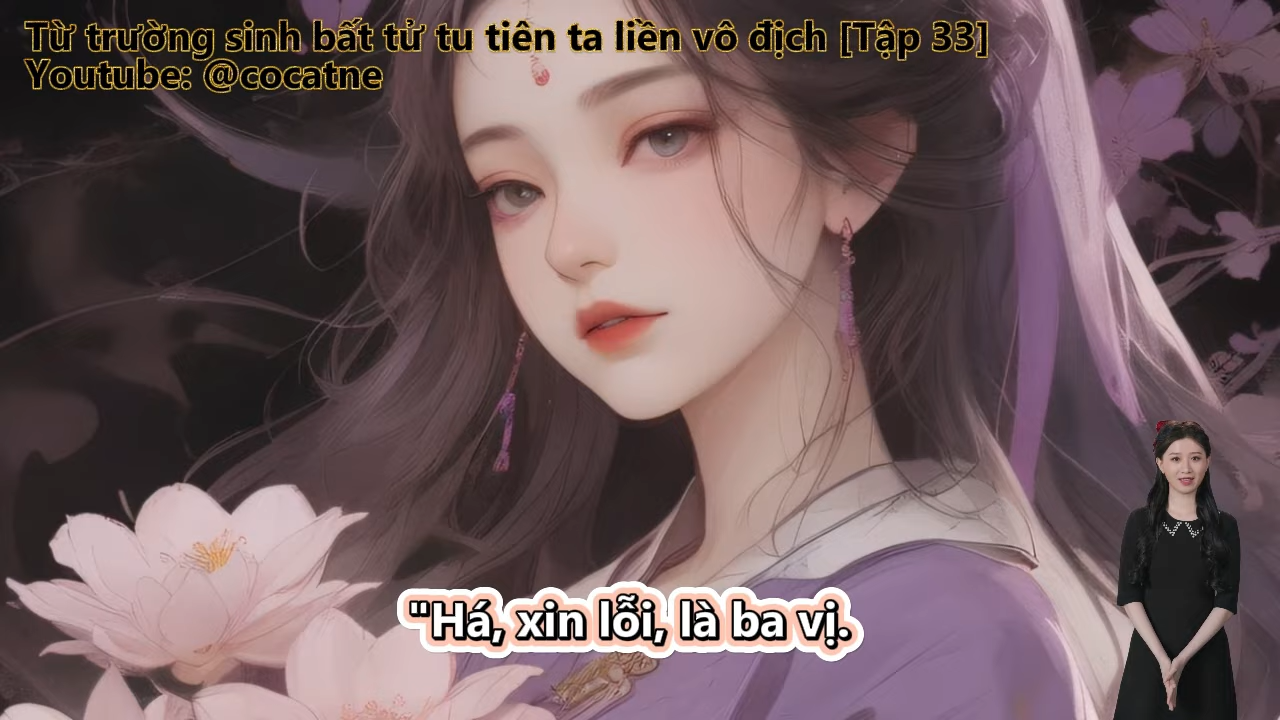 Từ trường sinh bất tử tu tiên ta liền vô địch [Tập 33]
Youtube: @cocatne
"Há, xin lỗi, là ba vị.